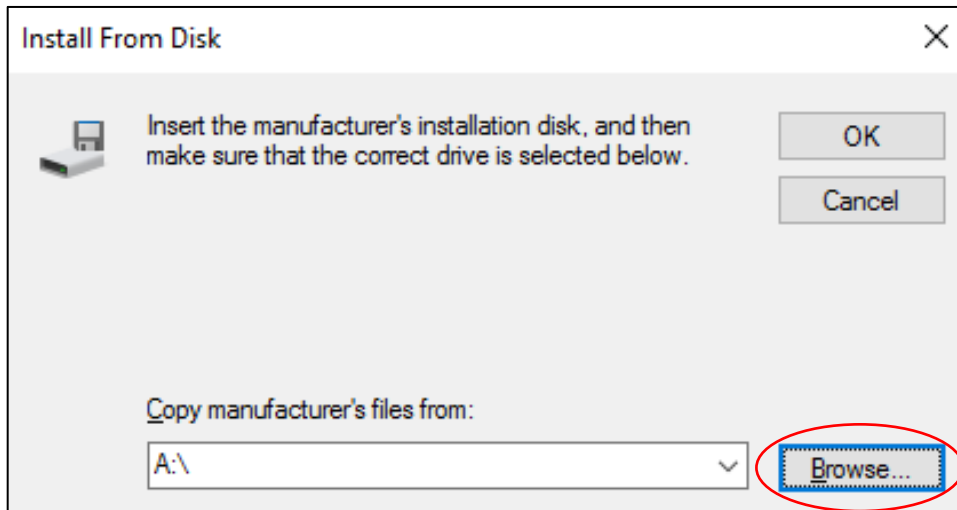 Install From Disk
Insert the manufacturer's installation disk, and then
make sure that the correct drive is selected below.
OK
Cancel
Copy manufacturer's files from:
A:\
Browse...